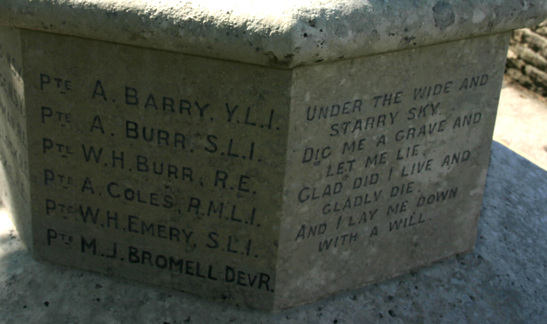 PTE A. BARRY. Y.L.I.
PTE A. BURR. S.L.I.
PTE W.H. BURR. R.E.
PTE A. COLES. R.M.L.I.
PTE W.H. EMERY, S.L.I.
PTE M.J. BROMELL DEVR.
UNDER THE WIDE AND
STARRY SKY.
DIG ME A GRAVE AND
LET ME LIE.
GLAD DID I LIVE AND
GLADLY DIE.
AND I LAY ME DOWN
WITH A WILL.